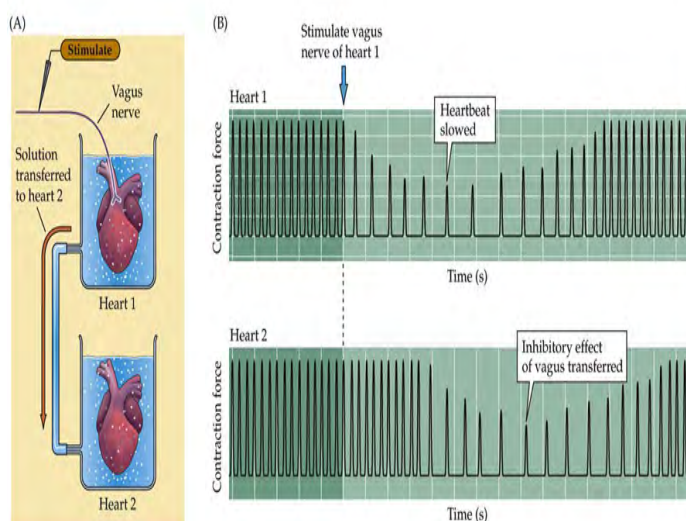 (A)
Stimulate
Vagus
nerve
Solution
transferred
to heart 2
Heart 1
Heart 2
(B)
Stimulate vagus
nerve of heart 1
Heart 1
Heartbeat
slowed
Contraction force
Time (s)
Heart 2
Inhibitory effect
of vagus transferred
Contraction force
Time (s)